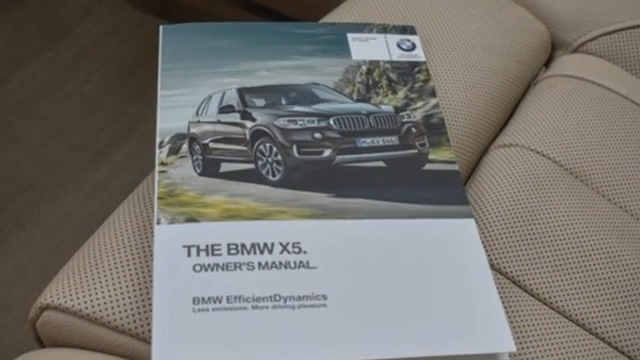 THE BMW X5.
OWNER'S MANUAL.
BMW EfficientDynamics
Less emissions. More driving pleasure.